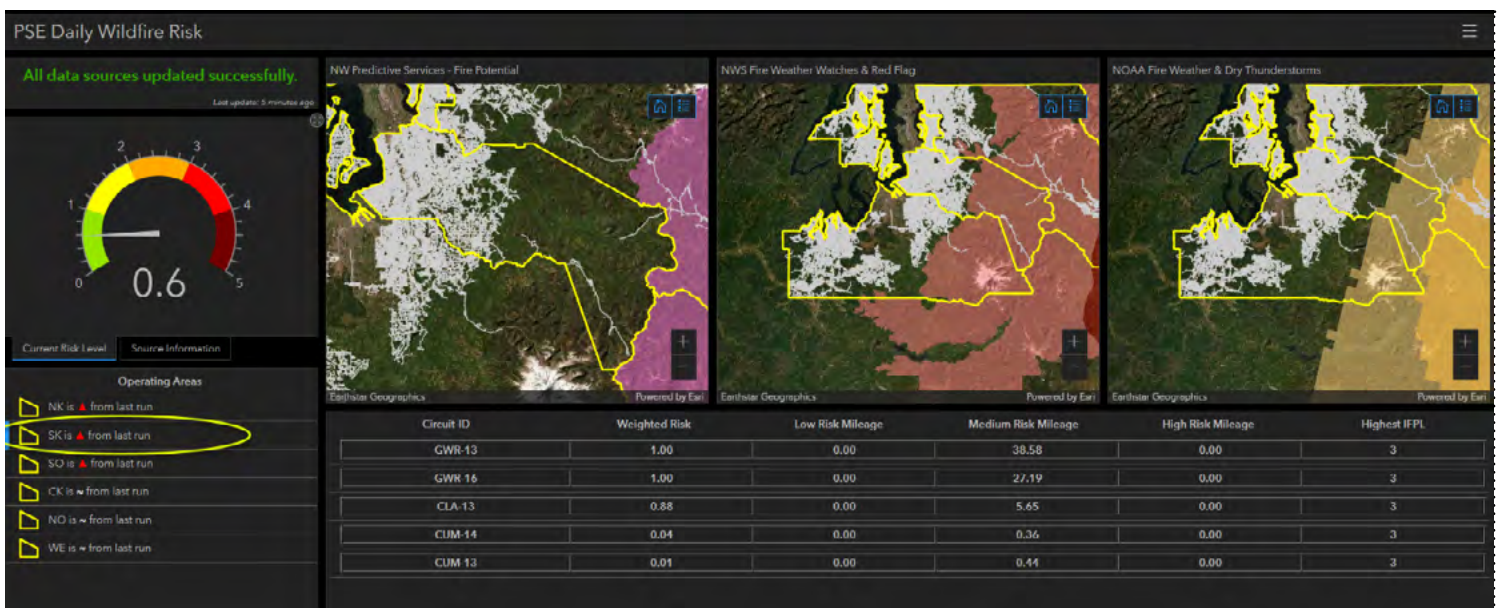 PSE Daily Wildfire Risk
All data sources updated successfully.
Last update: 5 minutes ago
0
1
2
3
4
5
0.6
Current Risk Level
Source Information
Operating Areas
NK is ▲ from last run
SK is ▲ from last run
SO is ▲ from last run
CK is ~ from last run
NO is ~ from last run
WE is ~ from last run
NW Predictive Services - Fire Potential
+
-
Earthstar Geographics Powered by Esri
NWS Fire Weather Watches & Red Flag
+
-
Earthstar Geographics Powered by Esri
NOAA Fire Weather & Dry Thunderstorms
+
-
Earthstar Geographics Powered by Esri
Circuit ID Weighted Risk Low Risk Mileage Medium Risk Mileage High Risk Mileage Highest IFPL
GWR-13 1.00 0.00 38.58 0.00 3
GWR-16 1.00 0.00 27.19 0.00 3
CLA-13 0.88 0.00 5.65 0.00 3
CUM-14 0.04 0.00 0.36 0.00 3
CUM-13 0.01 0.00 0.44 0.00 3